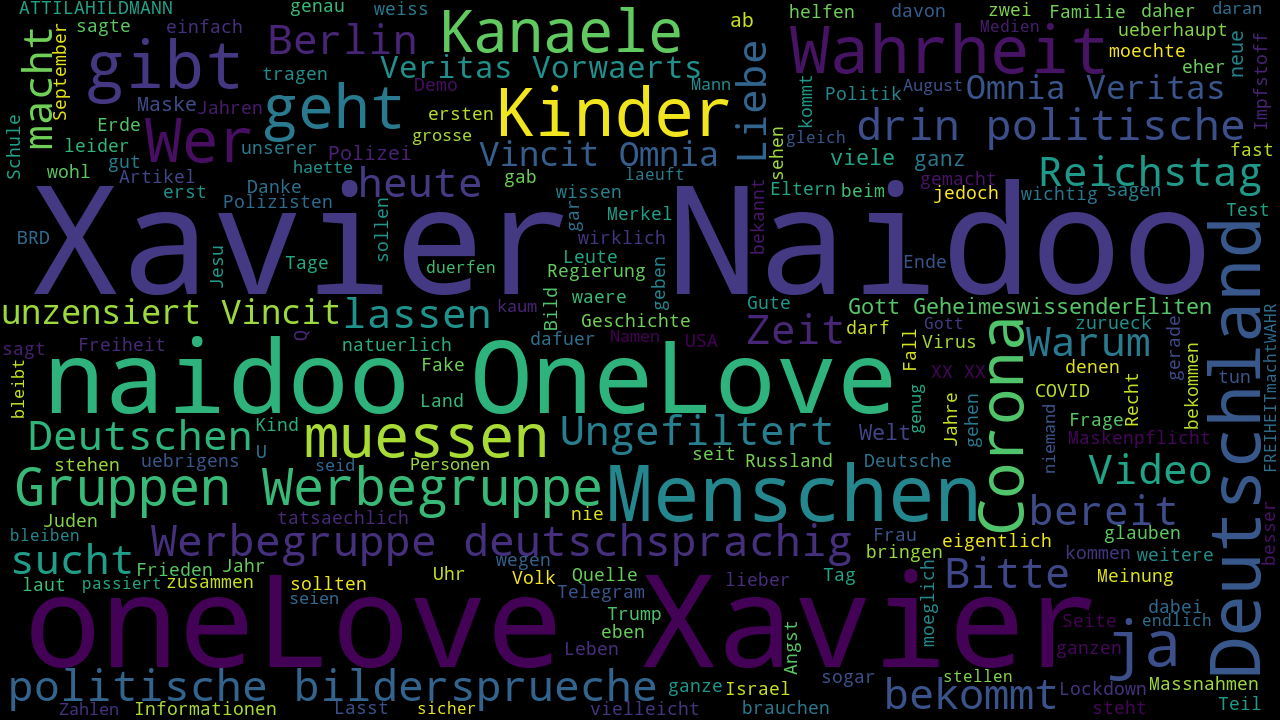 ATTILAHILDMANN
genau
weiss
ab
helfen
davon
zwei
Familie
daher
daran
sagte
einfach
Berlin
Kanaele
Wahrheit
Medien
ueberhaupt
macht
September
gibt
tragen
Veritas Vorwaerts
Liebe
moechte
eher
neue
Impfstoff
Maske
Jahren
geht
Demo
Mann
Kinder
kommt
Politik
August
Omnia Veritas
Schule
Erde
leider
Wer
unserer
ersten
grosse
Polizei
gleich
drin politische
fast
wohl
gut
Artikel
haette
Vincit Omnia
laeuft
sehen
viele
ganz
Reichstag
erst
Danke
Polizisten
heute
gab
wissen
bekannt
Eltern
beim
gemacht
jedoch
wichtig
sagen
Test
Xavier Naidoo
BRD
Jesu
Tage
sollen
duerfen
gar
Merkel
wirklich
Leute
Regierung
geben
Ende
Deutschland
unzensiert Vincit
lassen
kaum
Bild
waere
Geschichte
Gute
Gott
GeheimeswissenderEliten
sagt
Freiheit
Q
natuerlich
dafuer
Namen
USA
Zeit
darf
Fall
Gott
Virus
Corona
Warum
zurueck
gerade
FREIHEITmachtWAHR
bleibt
naidoo OneLove
Fake
Land
XX XX
denen
COVID
tun
bekommen
Deutschen
Kind
U
muessen
Ungefiltert
Welt
genug
Jahre
gehen
niemand
Frage
Recht
Maskenpflicht
stehen
uebrigens
seid
Personen
seit
Russland
Deutsche
Video
Gruppen Werbegruppe
Menschen
bereit
besser
Juden
tatsaechlich
nie
bleiben
Werbegruppe deutschsprachig
Frau
eigentlich
glauben
sucht
Frieden
Jahr
wegen
bringen
kommen
weitere
laut
passiert
zusammen
sollten
Uhr
Volk
Quelle
lieber
Tag
moeglich
Bitte
Meinung
oneLove Xavier
seien
Telegram
Trump
eben
Leben
Angst
Seite
ganzen
dabei
endlich
ja
politische bildersprueche
ganze
Israel
sogar
stellen
bekommt
Lockdown
Massnahmen
Zahlen
Informationen
Lasst
sicher
vielleicht
brauchen
steht
Teil